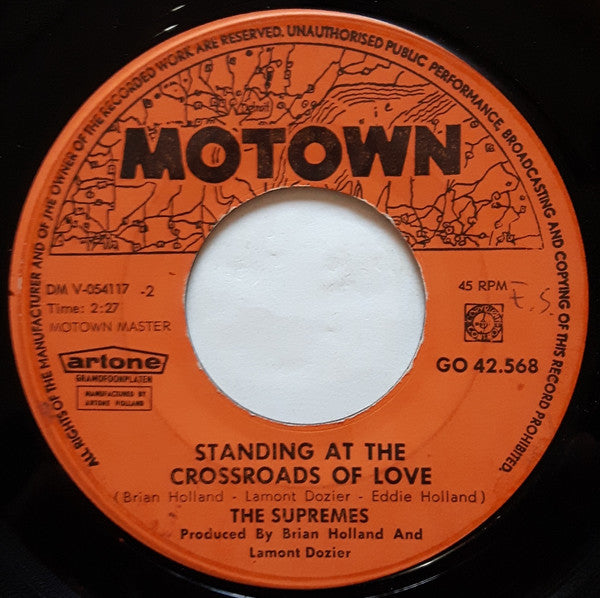 ALL RIGHTS OF THE MANUFACTURER AND OF THE OWNER OF THE RECORDED WORK ARE RESERVED. UNAUTHORISED PUBLIC PERFORMANCE, BROADCASTING AND COPYING OF THIS RECORD PROHIBITED.
Detroit
MOTOWN
DM V-054117 -2
Time: 2:27
MOTOWN MASTER
45 RPM
E.S.
artone
GRAMOFOONPLATEN
MANUFACTURED BY
ARTONE HOLLAND
GO 42.568
STANDING AT THE
CROSSROADS OF LOVE
(Brian Holland - Lamont Dozier - Eddie Holland)
THE SUPREMES
Produced By Brian Holland And
Lamont Dozier